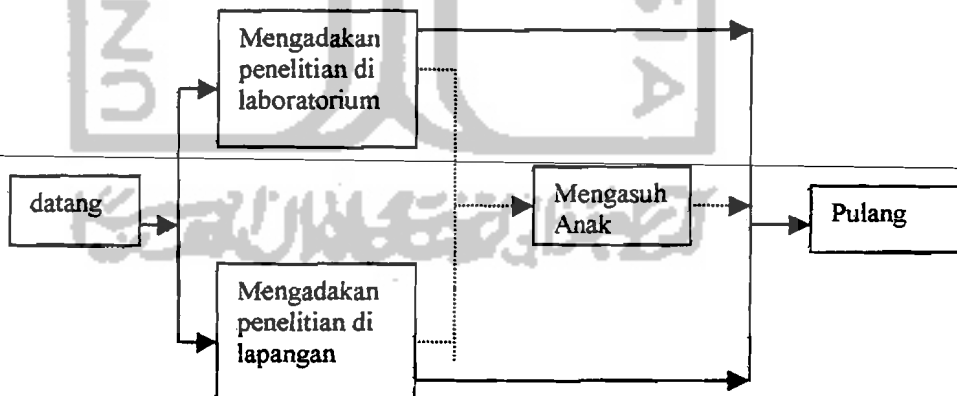 Mengadakan
penelitian di
laboratorium
datang
Mengasuh
Anak
Pulang
Mengadakan
penelitian di
lapangan